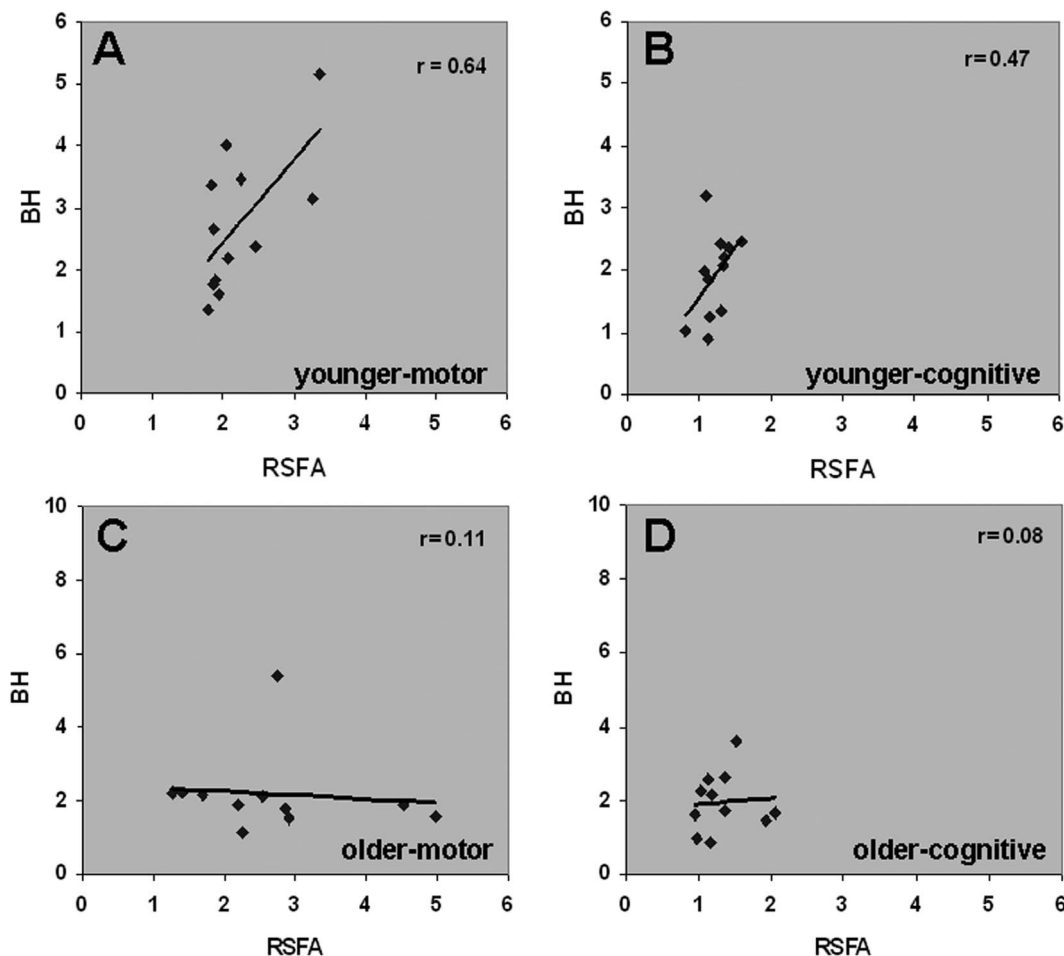 A
r = 0.64
6
5
4
3
2
1
0
BH
younger-motor
0 1 2 3 4 5 6
RSFA
B
r=0.47
6
5
4
3
2
1
0
BH
younger-cognitive
0 1 2 3 4 5 6
RSFA
C
r=0.11
10
8
6
4
2
0
BH
older-motor
0 1 2 3 4 5 6
RSFA
D
r=0.08
10
8
6
4
2
0
BH
older-cognitive
0 1 2 3 4 5 6
RSFA